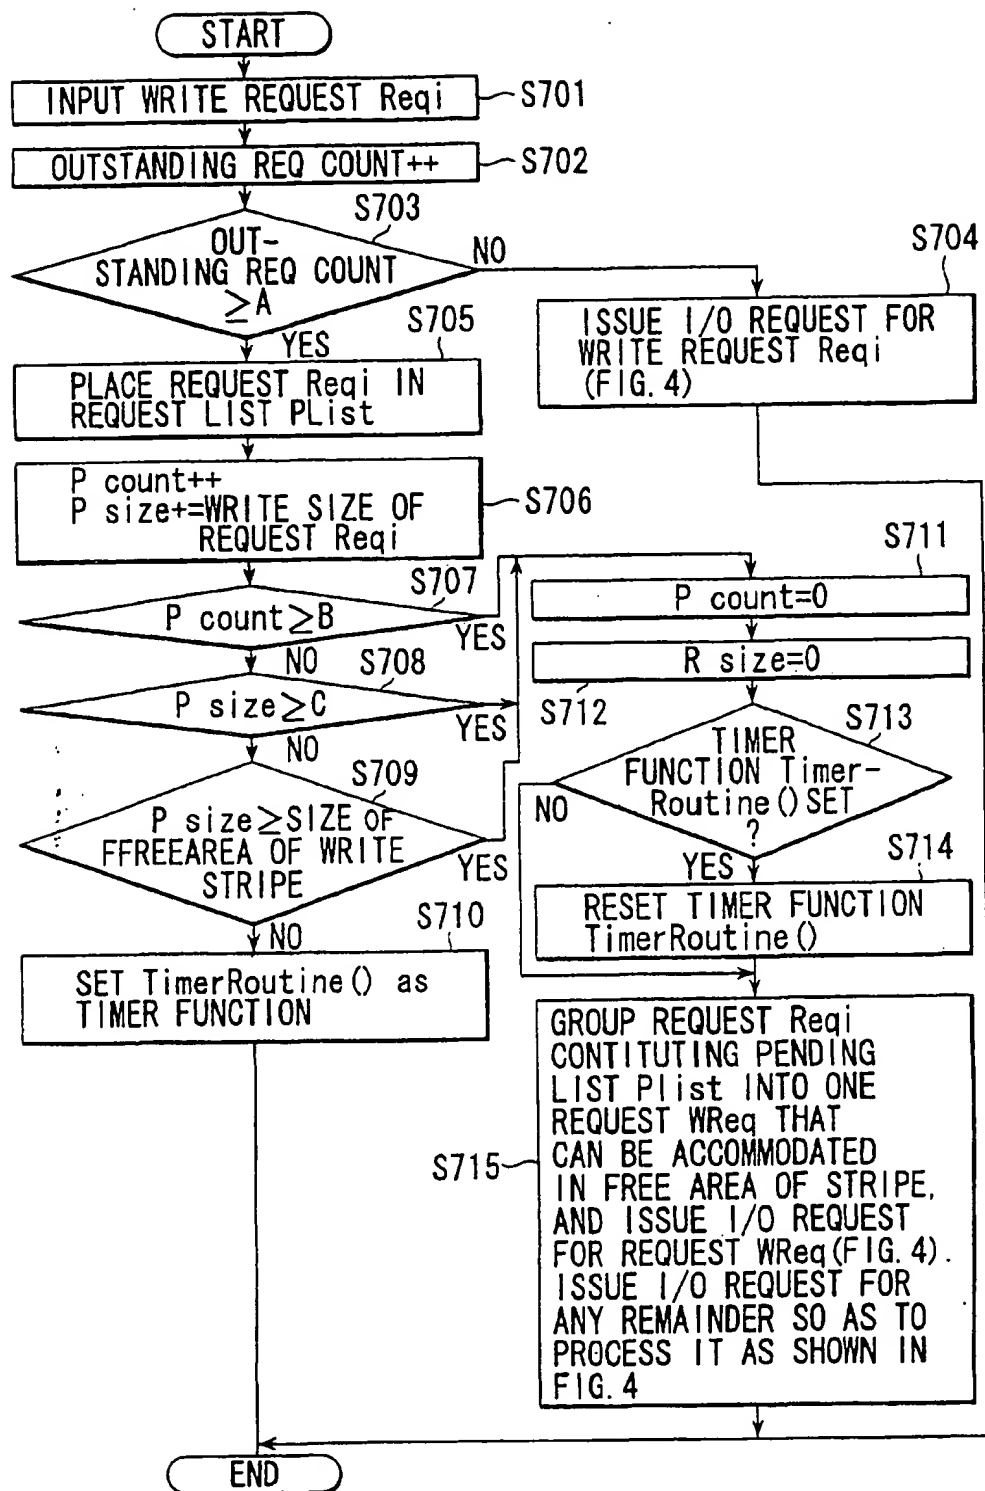 START
INPUT WRITE REQUEST Reqi
S701
OUTSTANDING REQ COUNT++
S702
S703
OUT-
STANDING REQ COUNT
≥A
NO
YES
S704
ISSUE I/O REQUEST FOR
WRITE REQUEST Reqi
(FIG. 4)
S705
PLACE REQUEST Reqi IN
REQUEST LIST PList
P count++
P size+=WRITE SIZE OF
REQUEST Reqi
S706
S707
P count≥B
YES
NO
S708
P size≥C
YES
NO
S709
P size≥SIZE OF
FFREEAREA OF WRITE
STRIPE
YES
NO
S710
SET TimerRoutine() as
TIMER FUNCTION
S711
P count=0
R size=0
S712
S713
TIMER
FUNCTION Timer-
Routine() SET
?
NO
YES
S714
RESET TIMER FUNCTION
TimerRoutine()
S715
GROUP REQUEST Reqi
CONTITUTING PENDING
LIST Plist INTO ONE
REQUEST WReq THAT
CAN BE ACCOMMODATED
IN FREE AREA OF STRIPE,
AND ISSUE I/O REQUEST
FOR REQUEST WReq(FIG. 4).
ISSUE I/O REQUEST FOR
ANY REMAINDER SO AS TO
PROCESS IT AS SHOWN IN
FIG. 4
END